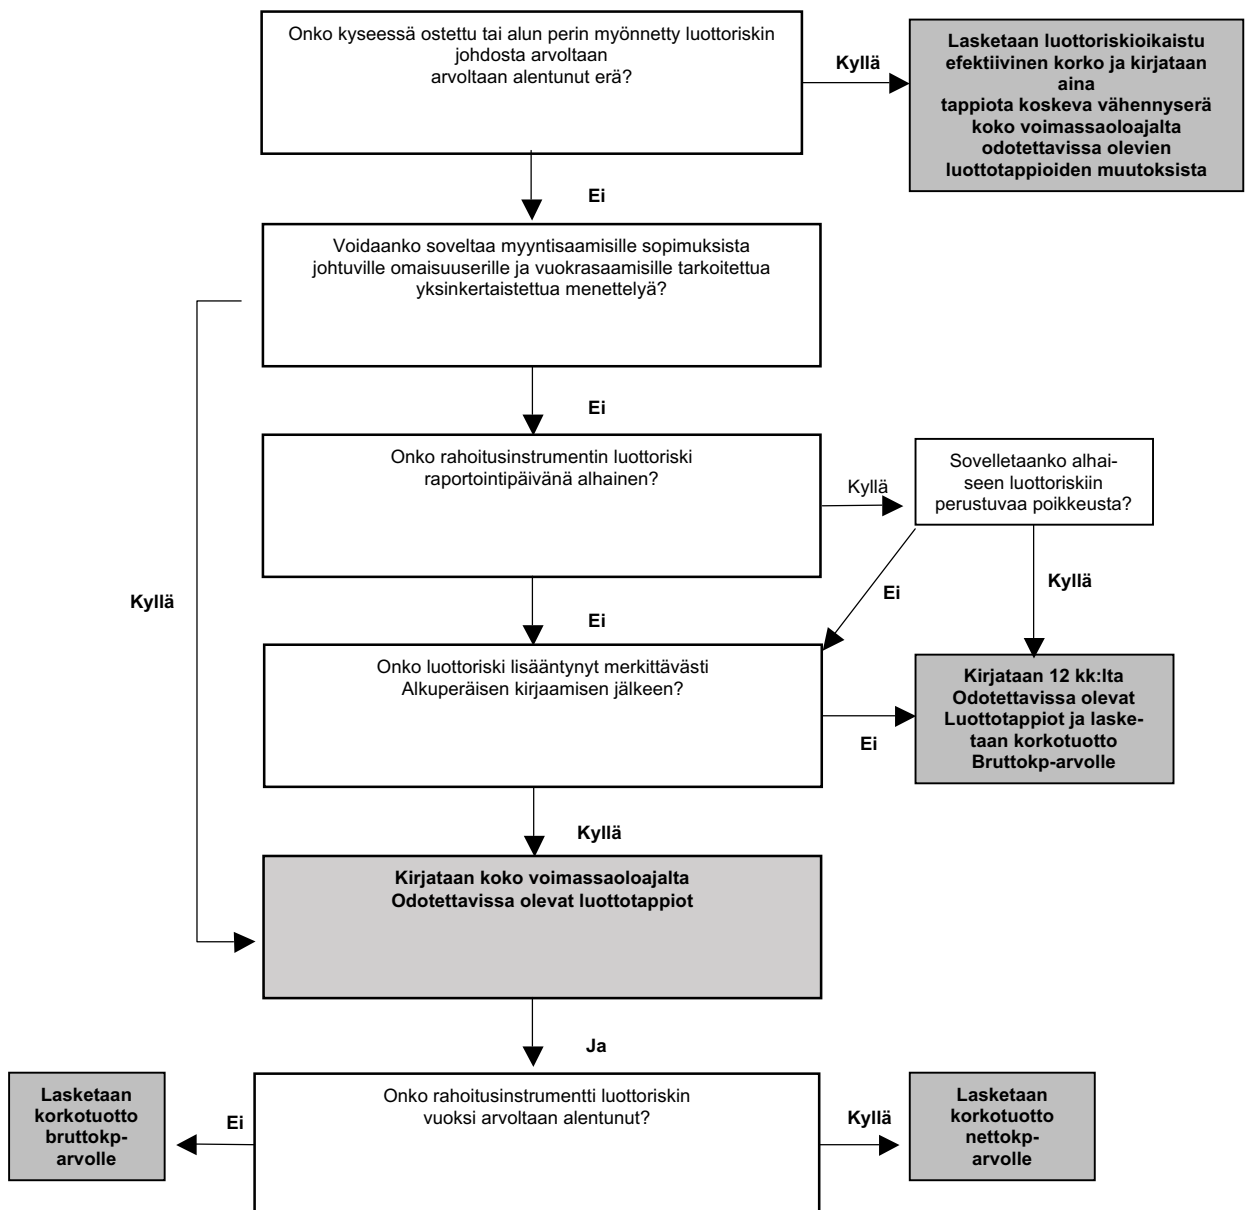 Onko kyseessä ostettu tai alun perin myönnetty luottoriskin
johdosta arvoltaan
arvoltaan alentunut erä?
Kyllä
Lasketaan luottoriskioikaistu
efektiivinen korko ja kirjataan
aina
tappiota koskeva vähennyserä
koko voimassaoloajalta
odotettavissa olevien
luottotappioiden muutoksista
Ei
Voidaanko soveltaa myyntisaamisille sopimuksista
johtuville omaisuuserille ja vuokrasaamisille tarkoitettua
yksinkertaistettua menettelyä?
Ei
Onko rahoitusinstrumentin luottoriski
raportointipäivänä alhainen?
Kyllä
Sovelletaanko alhai-
seen luottoriskiin
perustuvaa poikkeusta?
Kyllä
Ei
Kyllä
Ei
Onko luottoriski lisääntynyt merkittävästi
Alkuperäisen kirjaamisen jälkeen?
Ei
Kirjataan 12 kk:lta
Odotettavissa olevat
Luottotappiot ja laske-
taan korkotuotto
Bruttokp-arvolle
Kyllä
Kirjataan koko voimassaoloajalta
Odotettavissa olevat luottotappiot
Ja
Lasketaan
korkotuotto
bruttokp-
arvolle
Ei
Onko rahoitusinstrumentti luottoriskin
vuoksi arvoltaan alentunut?
Kyllä
Lasketaan
korkotuotto
nettokp-
arvolle